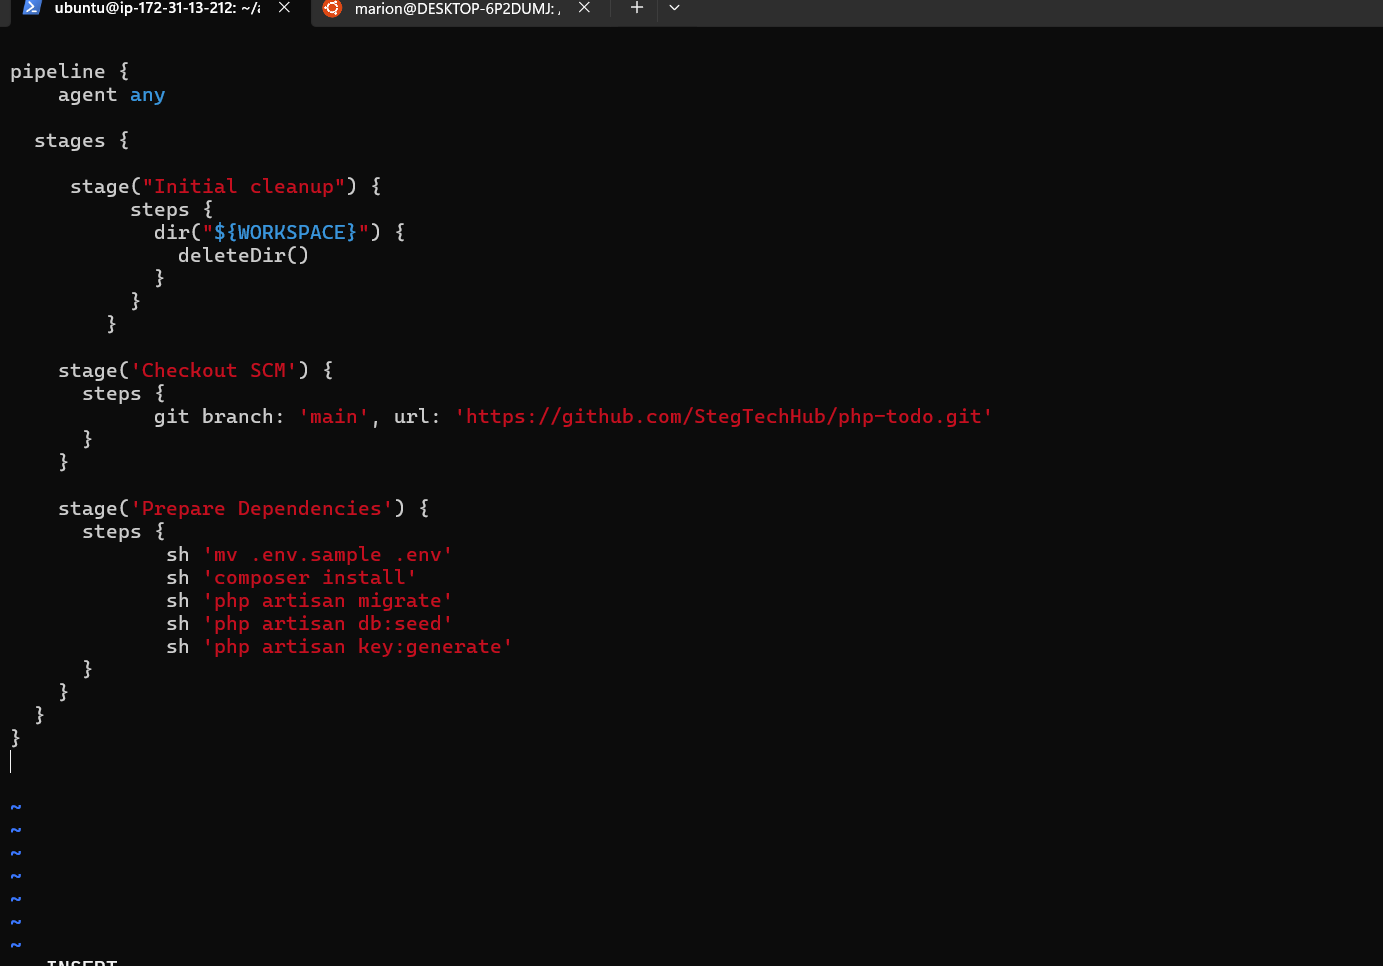 ubuntu@ip-172-31-13-212: ~/a
marion@DESKTOP-6P2DUMJ: /
pipeline {
    agent any
  stages {
     stage("Initial cleanup") {
          steps {
            dir("${WORKSPACE}") {
              deleteDir()
            }
          }
        }
    stage('Checkout SCM') {
      steps {
            git branch: 'main', url: 'https://github.com/StegTechHub/php-todo.git'
      }
    }
    stage('Prepare Dependencies') {
      steps {
             sh 'mv .env.sample .env'
             sh 'composer install'
             sh 'php artisan migrate'
             sh 'php artisan db:seed'
             sh 'php artisan key:generate'
      }
    }
  }
}
~
~
~
~
~
~
~
INSERT